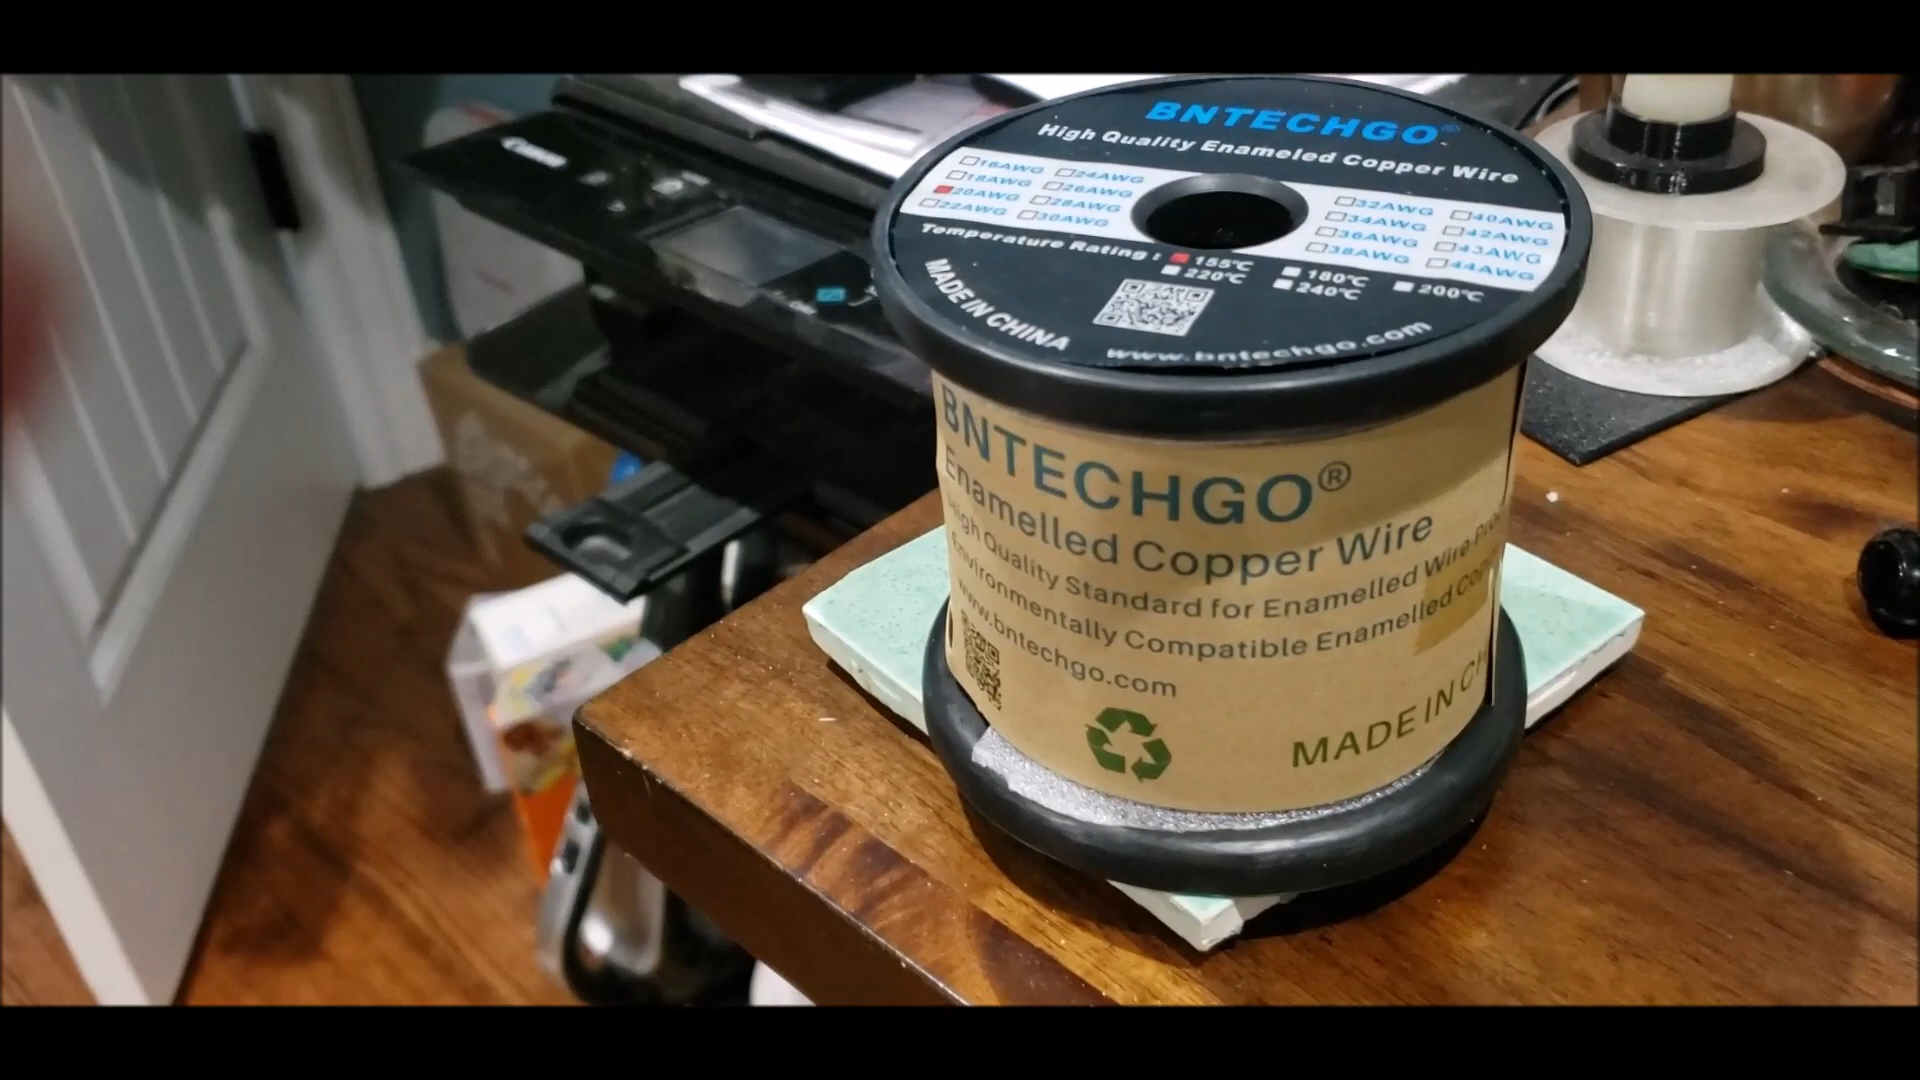 Canon
BNTECHGO®
High Quality Enameled Copper Wire
16AWG 24AWG
18AWG 26AWG
20AWG 28AWG
22AWG 30AWG
32AWG 40AWG
34AWG 42AWG
36AWG 43AWG
38AWG 44AWG
Temperature Rating: 155℃ 180℃ 200℃
220℃ 240℃
MADE IN CHINA
www.bntechgo.com
BNTECHGO®
Enamelled Copper Wire
High Quality Standard for Enamelled Wire
Environmentally Compatible Enamelled
www.bntechgo.com
MADE IN